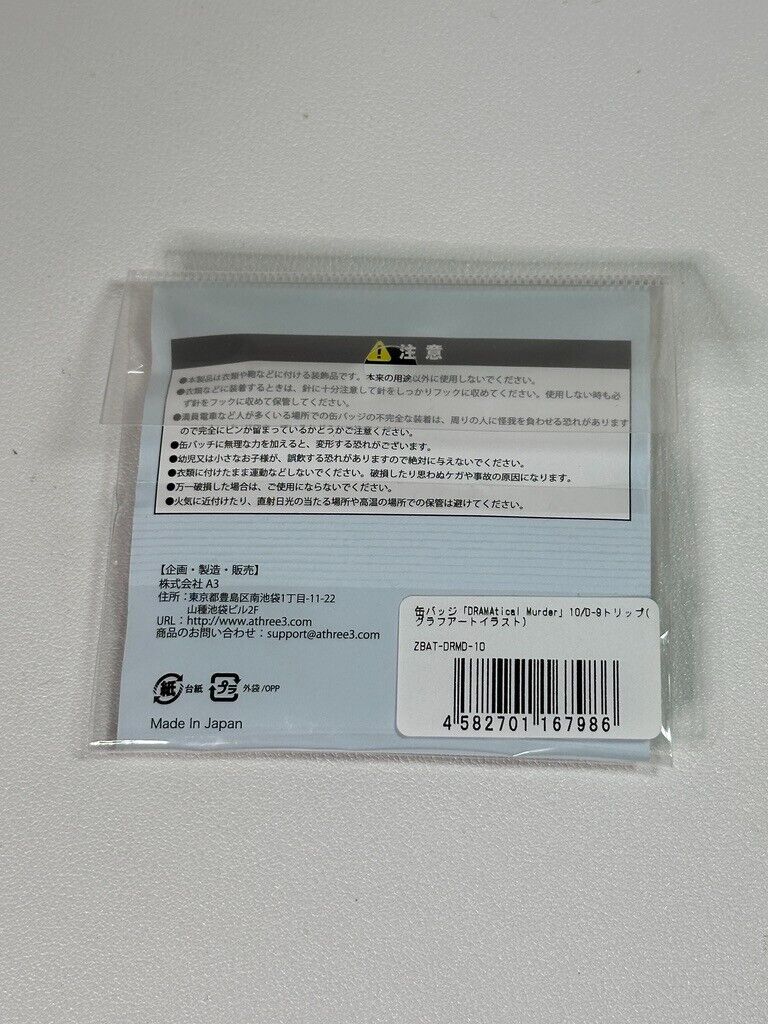 注意
●本製品は衣類や鞄などに付ける装飾品です。本来の用途以外に使用しないでください。
●衣類などに装着するときは、針に十分注意して針をしっかりフックに収めてください。使用しない時も必
ず針をフックに収めて保管してください。
●満員電車など人が多くいる場所での缶バッジの不完全な装着は、周りの人に怪我を負わせる恐れがあります
ので完全にピンが留まっているかどうかご注意ください。
●缶バッチに無理な力を加えると、変形する恐れがございます。
●幼児又は小さなお子様が、誤飲する恐れがありますので絶対に与えないでください。
●衣類に付けたまま運動などしないでください。破損したり思わぬケガや事故の原因になります。
●万一破損した場合は、ご使用にならないでください。
●火気に近付けたり、直射日光の当たる場所や高温の場所での保管は避けてください。
【企画・製造・販売】
株式会社 A3
住所：東京都豊島区南池袋1丁目-11-22
山種池袋ビル2F
URL：http://www.athree3.com
商品のお問い合わせ：support@athree3.com
紙 台紙 プラ 外袋/OPP
Made In Japan
缶バッジ「DRAMAtical Murder」10/D-9トリップ(
グラフアートイラスト)
ZBAT-DRMD-10
4 582701 167986